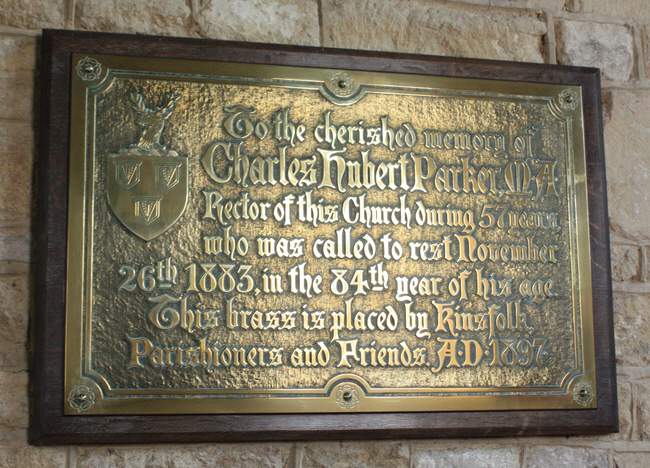 To the cherished memory of
Charles Hubert Parker, M.A.
Rector of this Church during 57 years
who was called to rest November
26th 1883, in the 84th year of his age.
This brass is placed by Kinsfolk,
Parishioners and Friends, A.D. 1897.